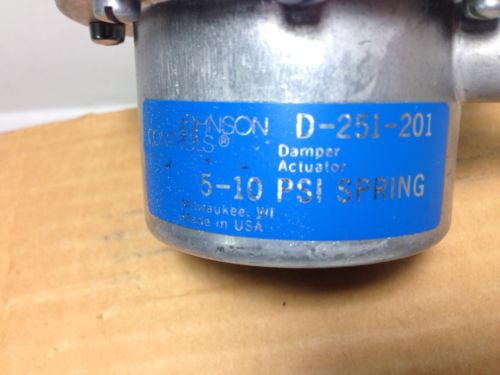 JOHNSON D-251-201
CONTROLS®
Damper
Actuator
5-10 PSI SPRING
Milwaukee, WI
Made in USA